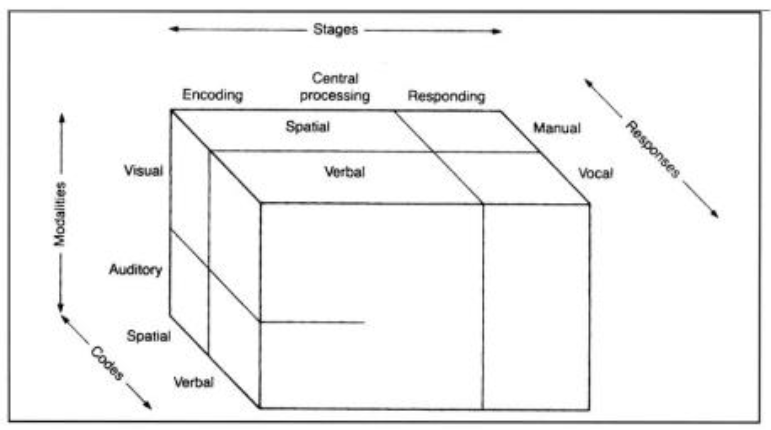 Stages
Central
Encoding processing Responding
Spatial
Manual
Responses
Visual
Verbal
Vocal
Modalities
Auditory
Spatial
Codes
Verbal